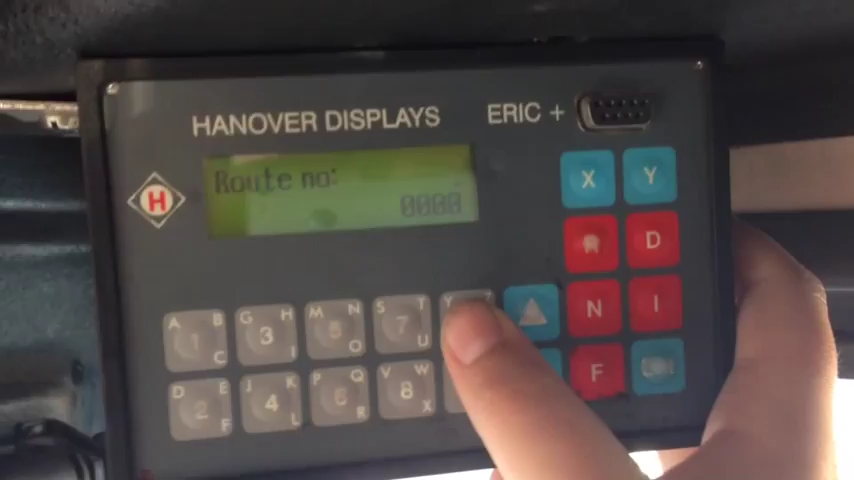 HANOVER DISPLAYS
ERIC +
Route no:
0000
H
X Y
R D
N I
F
A B 1 C
G H 3 I
M N 5 O
S T 7 U
Y Z
D E 2 F
J K 4 L
P Q 6 R
V W 8 X